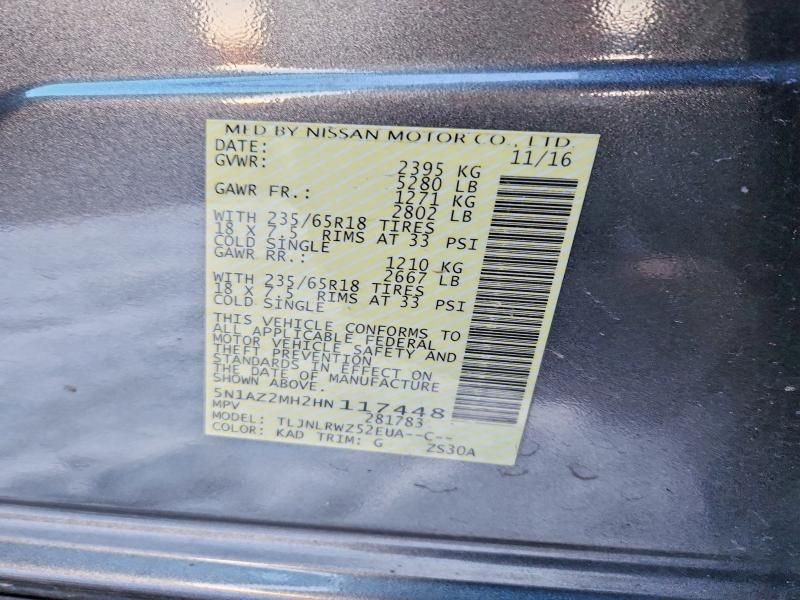 MFD BY NISSAN MOTOR CO., LTD.
DATE: 11/16
GVWR: 2395 KG
5280 LB
GAWR FR.: 1271 KG
2802 LB
WITH 235/65R18 TIRES
18 X 7.5 RIMS AT 33 PSI
COLD SINGLE
GAWR RR.: 1210 KG
2667 LB
WITH 235/65R18 TIRES
18 X 7.5 RIMS AT 33 PSI
COLD SINGLE
THIS VEHICLE CONFORMS TO
ALL APPLICABLE FEDERAL
MOTOR VEHICLE SAFETY AND
THEFT PREVENTION
STANDARDS IN EFFECT ON
THE DATE OF MANUFACTURE
SHOWN ABOVE.
5N1AZ2MH2HN117448
MPV 281783
MODEL: TLJNLRWZ52EUA--C--
COLOR: KAD TRIM: G ZS30A